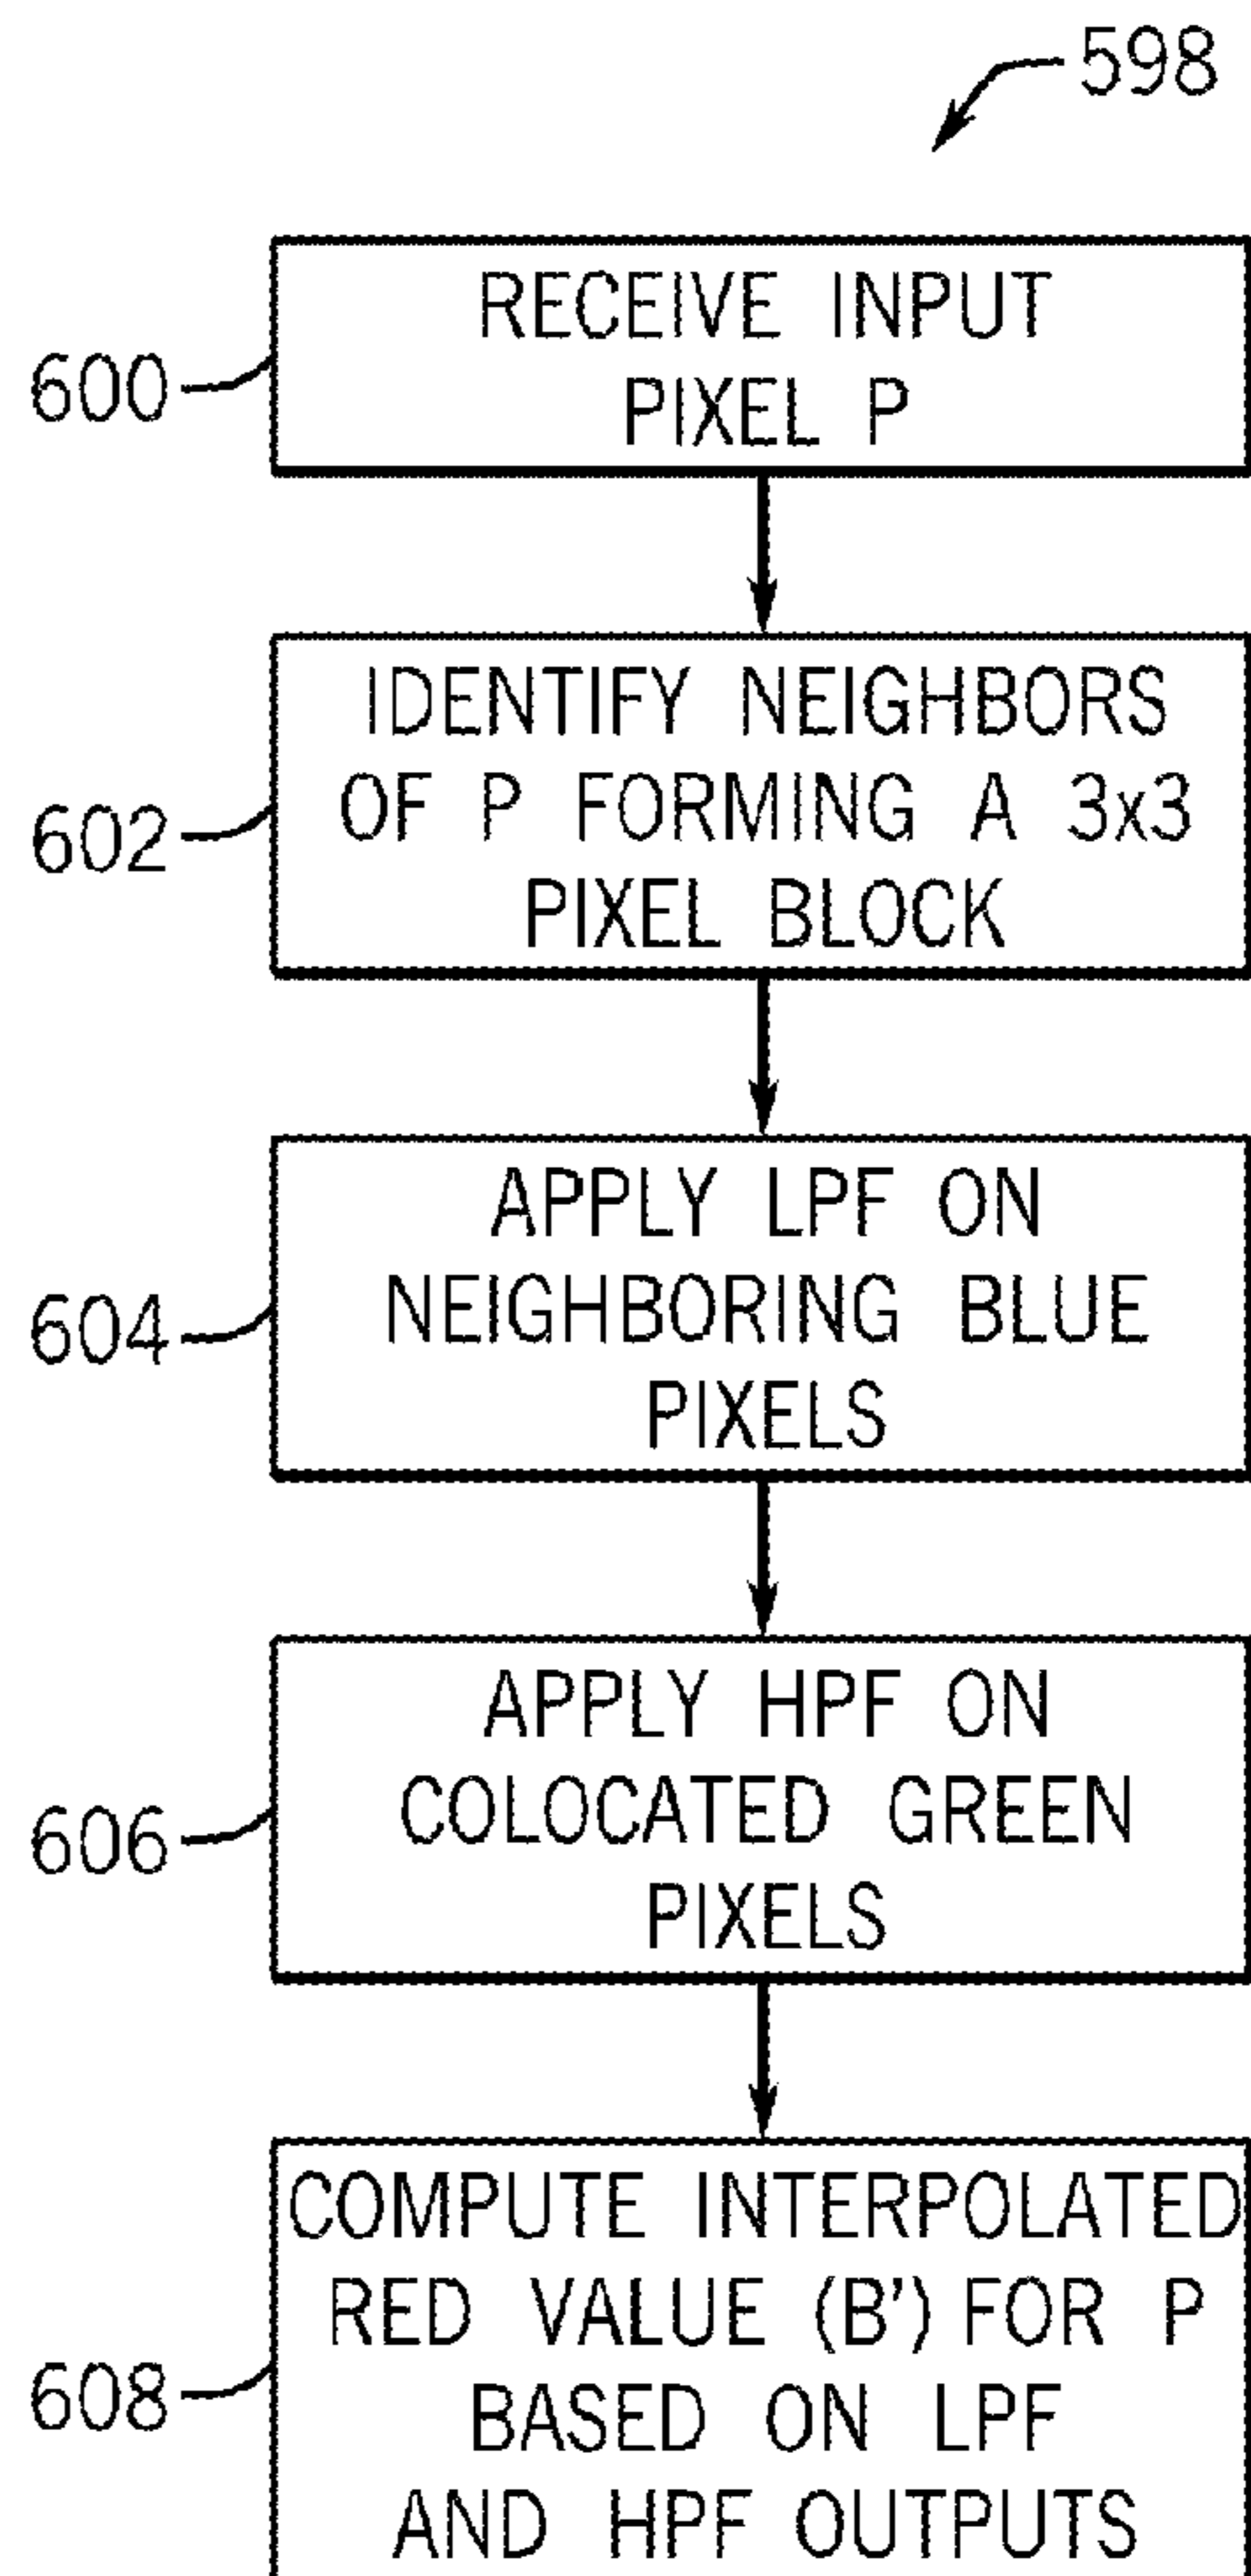 598
RECEIVE INPUT
PIXEL P
600
IDENTIFY NEIGHBORS
OF P FORMING A 3x3
PIXEL BLOCK
602
APPLY LPF ON
NEIGHBORING BLUE
PIXELS
604
APPLY HPF ON
COLOCATED GREEN
PIXELS
606
COMPUTE INTERPOLATED
RED VALUE (B') FOR P
BASED ON LPF
AND HPF OUTPUTS
608